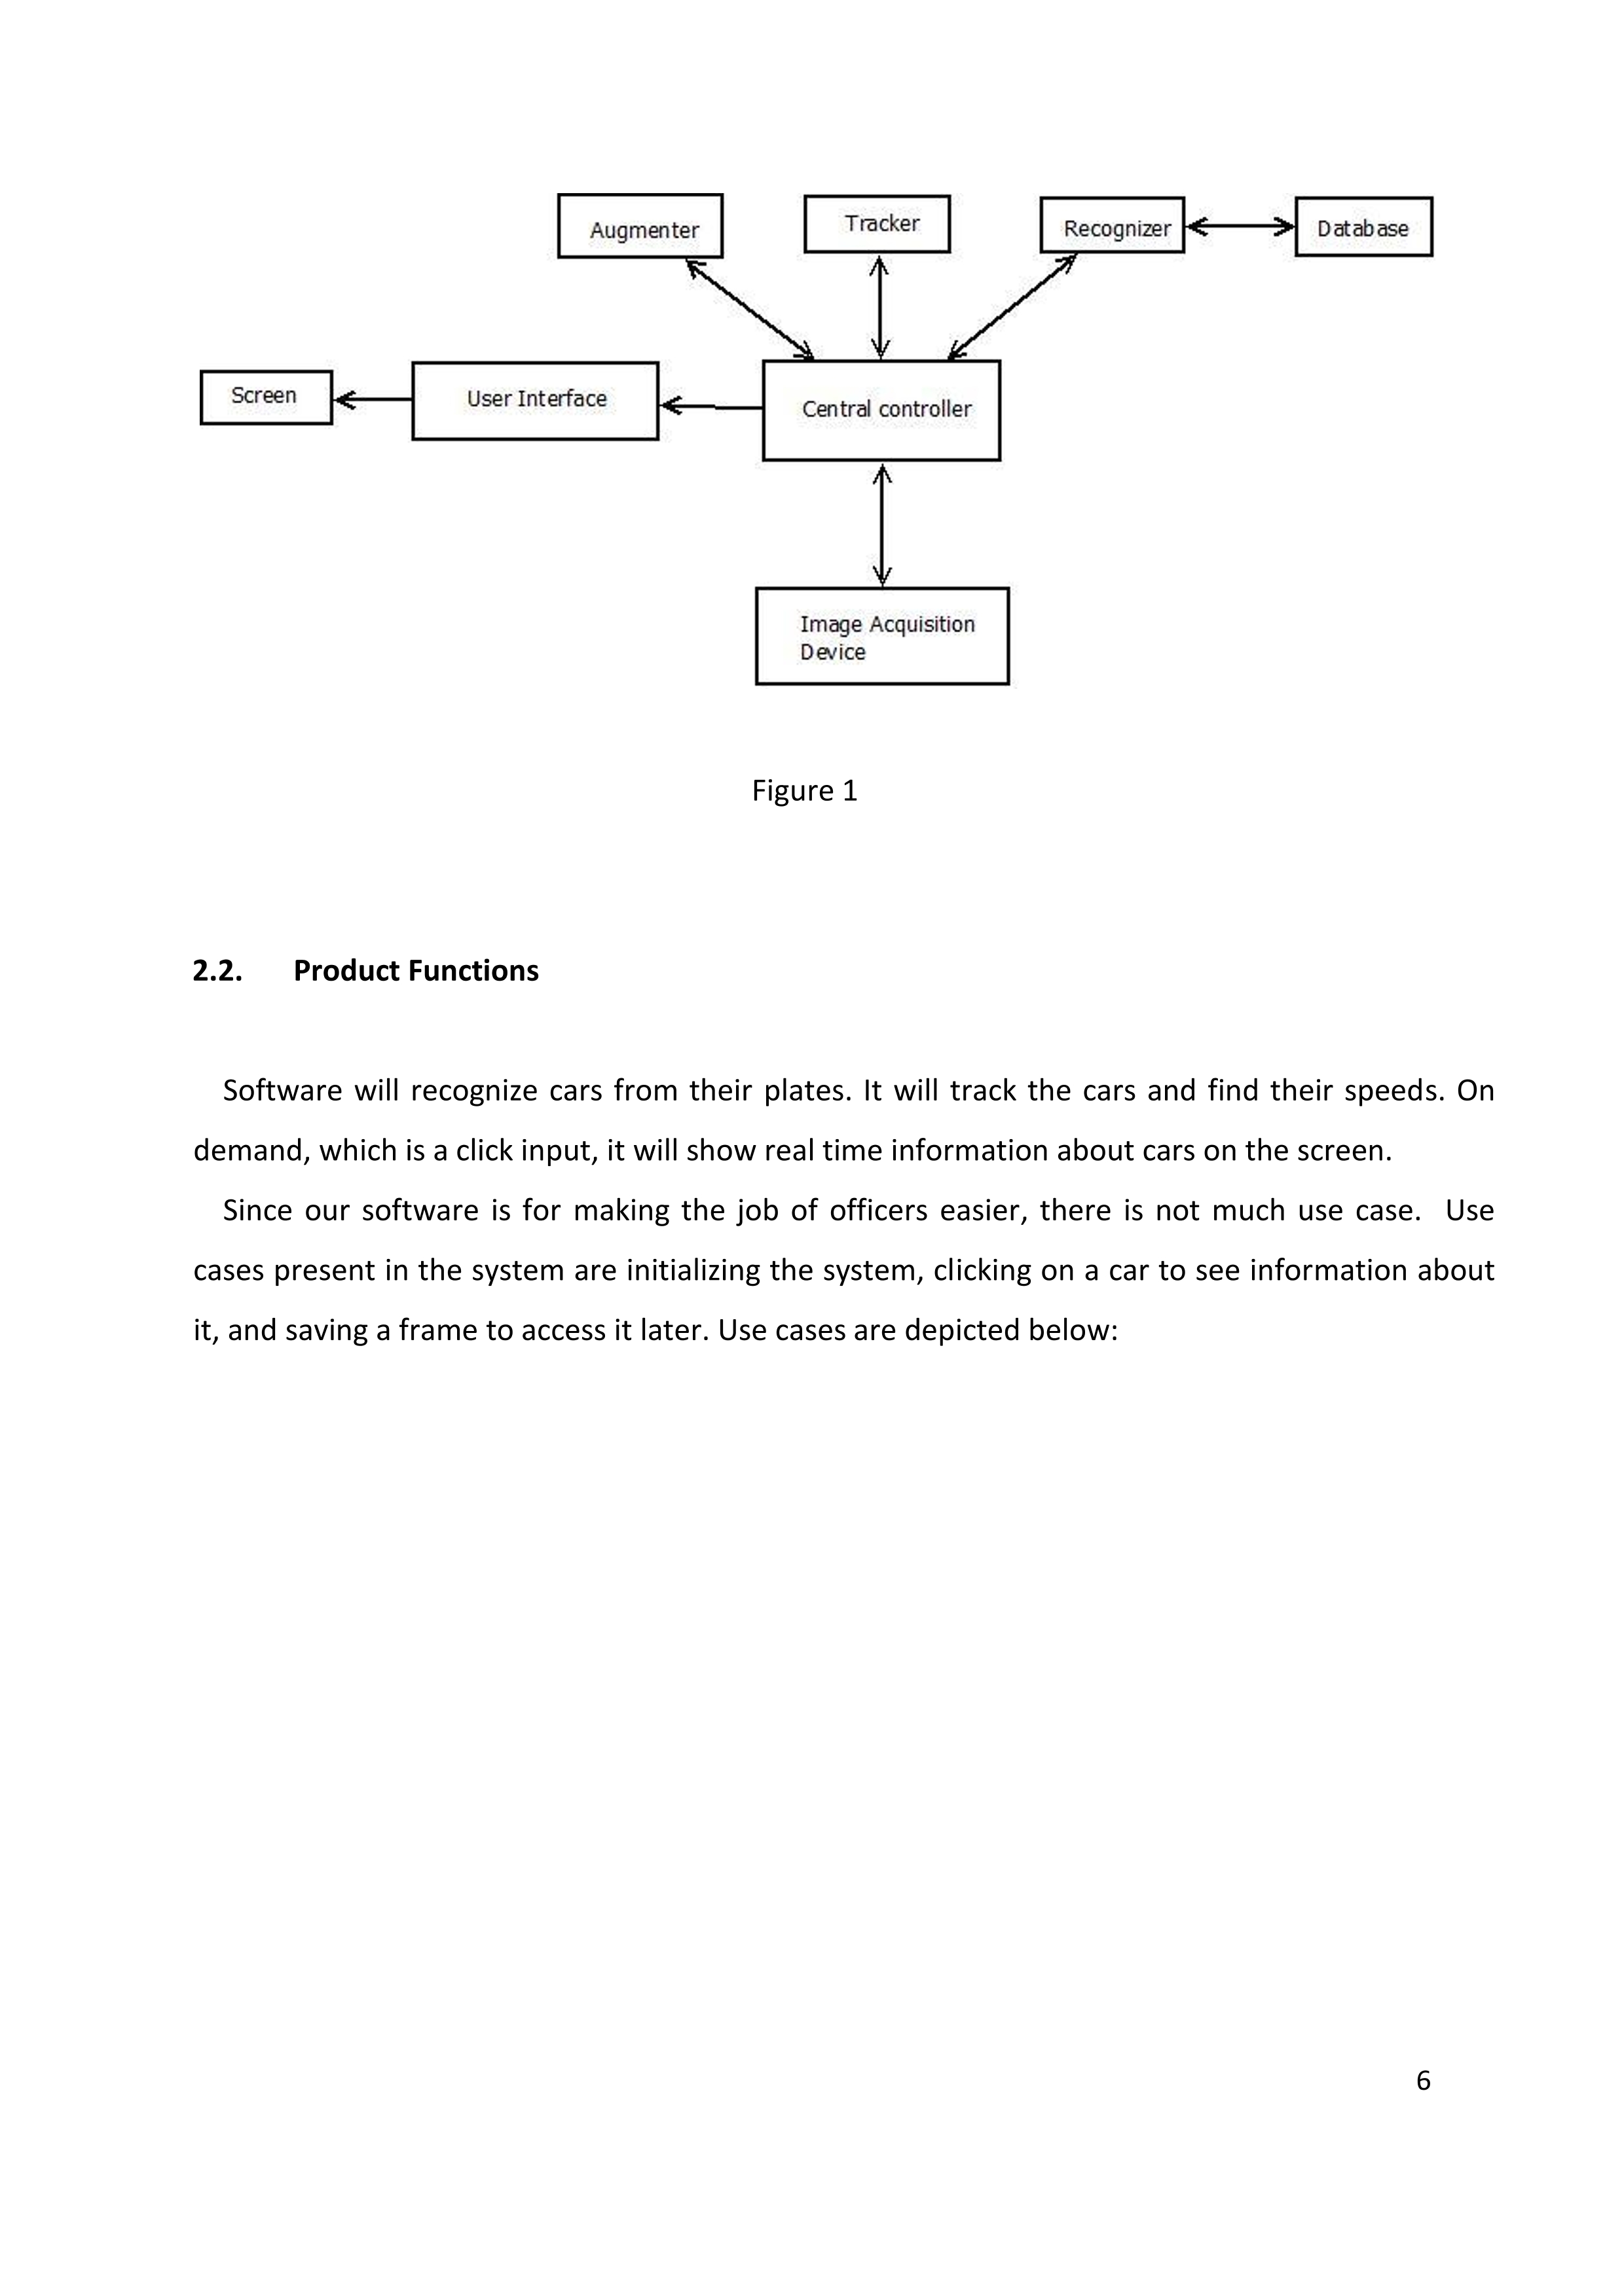 Augmenter
Tracker
Recognizer
Database
Screen
User Interface
Central controller
Image Acquisition
Device
Figure 1
2.2. Product Functions
Software will recognize cars from their plates. It will track the cars and find their speeds. On
demand, which is a click input, it will show real time information about cars on the screen.
Since our software is for making the job of officers easier, there is not much use case. Use
cases present in the system are initializing the system, clicking on a car to see information about
it, and saving a frame to access it later. Use cases are depicted below:
6